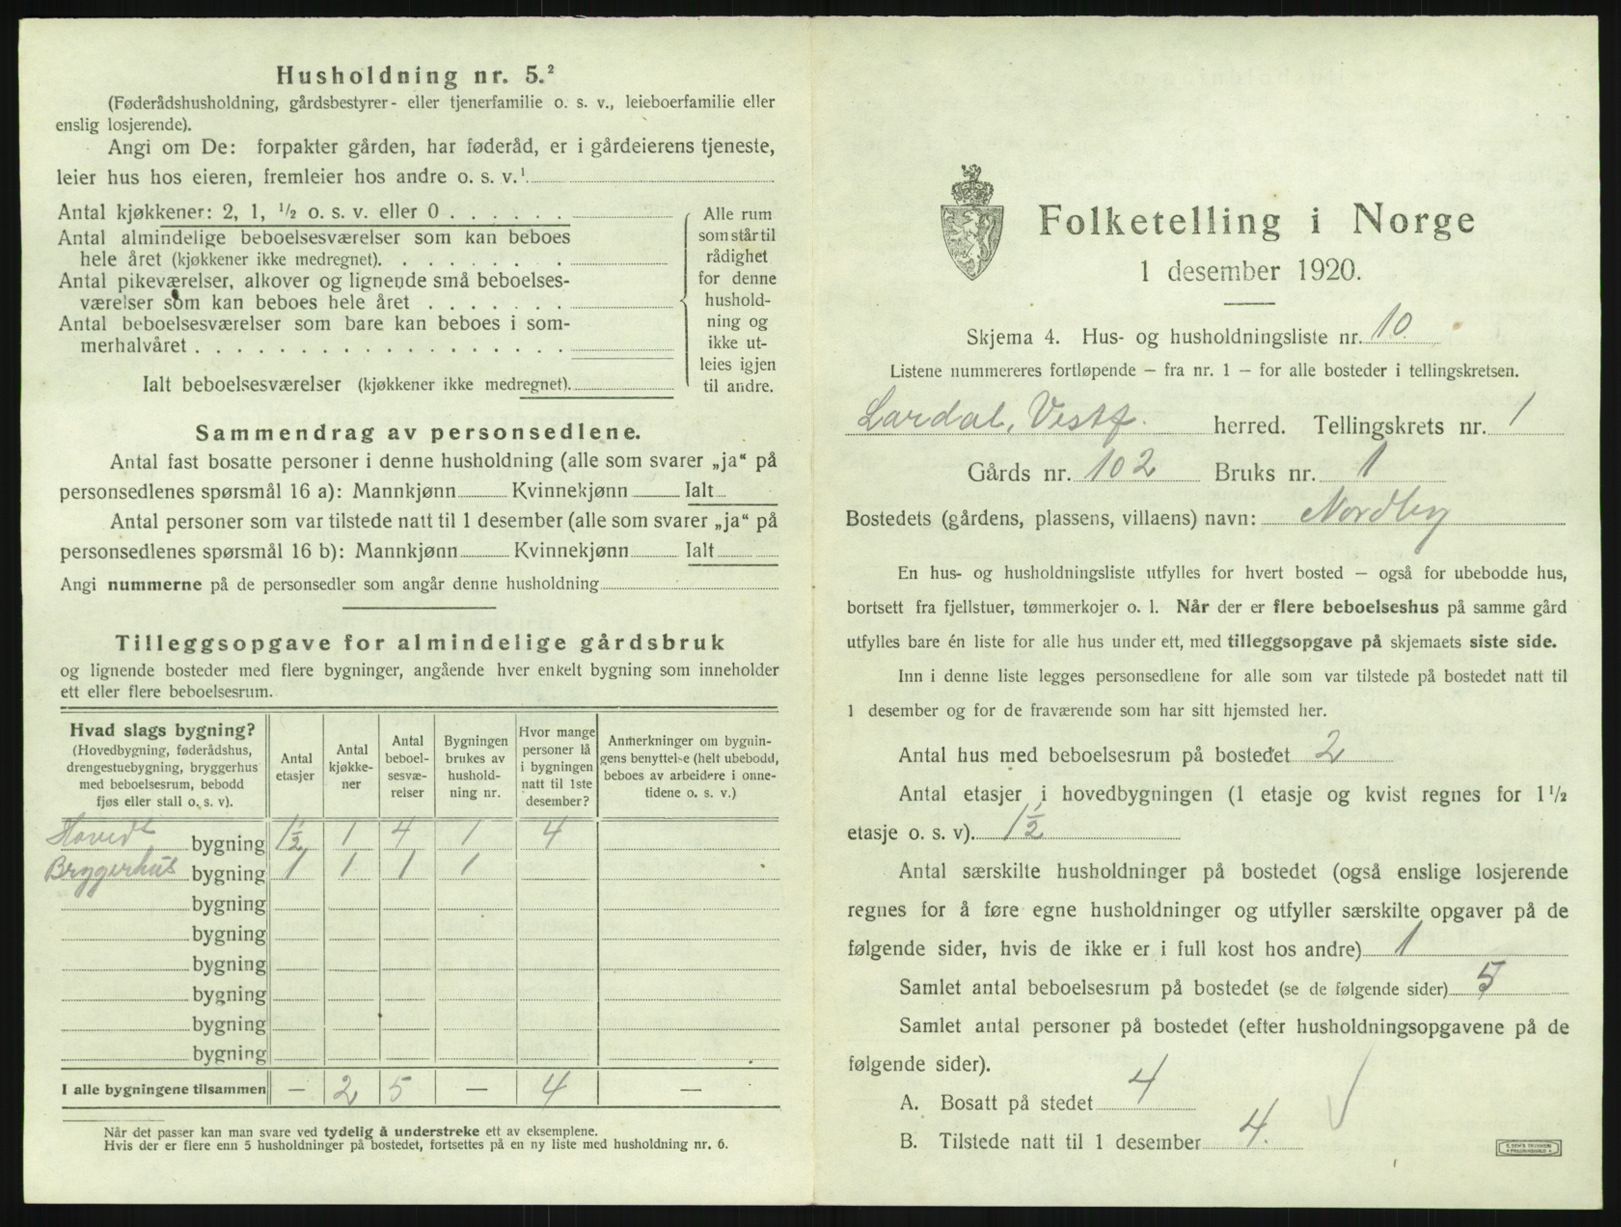 Husholdning nr. 5.²
(Føderådshusholdning, gårdsbestyrer- eller tjenerfamilie o. s. v., leieboerfamilie eller
enslig losjerende).
Angi om De: forpakter gården, har føderåd, er i gårdeierens tjeneste,
leier hus hos eieren, fremleier hos andre o. s. v.¹
Antal kjøkkener: 2, 1, ½ o. s. v. eller 0 . . . . . .
Antal almindelige beboelsesværelser som kan beboes
hele året (kjøkkener ikke medregnet). . . . . . . .
Antal pikeværelser, alkover og lignende små beboelses-
værelser som kan beboes hele året . . . . . . .
Antal beboelsesværelser som bare kan beboes i som-
merhalvåret . . . . . . . . . . . . . . . . . .
Ialt beboelsesværelser (kjøkkener ikke medregnet).
Alle rum
som står til
rådighet
for denne
hushold-
ning og
ikke ut-
leies igjen
til andre.
Sammendrag av personsedlene.
Antal fast bosatte personer i denne husholdning (alle som svarer „ja“ på
personsedlenes spørsmål 16 a): Mannkjønn Kvinnekjønn Ialt
Antal personer som var tilstede natt til 1 desember (alle som svarer „ja“ på
personsedlenes spørsmål 16 b): Mannkjønn Kvinnekjønn Ialt
Angi nummerne på de personsedler som angår denne husholdning
Tilleggsopgave for almindelige gårdsbruk
og lignende bosteder med flere bygninger, angående hver enkelt bygning som inneholder
ett eller flere beboelsesrum.
Hvad slags bygning?
(Hovedbygning, føderådshus,
drengestuebygning, bryggerhus
med beboelsesrum, bebodd
fjøs eller stall o. s. v).
Antal
etasjer
Antal
kjøkke-
ner
Antal
beboel-
sesvæ-
relser
Bygningen
brukes av
hushold-
ning nr.
Hvor mange
personer lå
i bygningen
natt til 1ste
desember?
Anmerkninger om bygnin-
gens benyttelse (helt ubebodd,
beboes av arbeidere i onne-
tidene o. s. v.)
Hoved bygning 1½ 1 4 1 4
Bryggerhus bygning 1 1 1 1
bygning
bygning
bygning
bygning
bygning
bygning
I alle bygningene tilsammen — 2 5 — 4 —
Når det passer kan man svare ved tydelig å understreke ett av eksemplene.
Hvis der er flere enn 5 husholdninger på bostedet, fortsettes på en ny liste med husholdning nr. 6.
Folketelling i Norge
1 desember 1920.
Skjema 4. Hus- og husholdningsliste nr. 10.
Listene nummereres fortløpende — fra nr. 1 — for alle bosteder i tellingskretsen.
Lardal, Vestf. herred. Tellingskrets nr. 1
Gårds nr. 102 Bruks nr. 1
Bostedets (gårdens, plassens, villaens) navn: Nordby
En hus- og husholdningsliste utfylles for hvert bosted — også for ubebodde hus,
bortsett fra fjellstuer, tømmerkojer o. l. Når der er flere beboelseshus på samme gård
utfylles bare én liste for alle hus under ett, med tilleggsopgave på skjemaets siste side.
Inn i denne liste legges personsedlene for alle som var tilstede på bostedet natt til
1 desember og for de fraværende som har sitt hjemsted her.
Antal hus med beboelsesrum på bostedet 2
Antal etasjer i hovedbygningen (1 etasje og kvist regnes for 1½
etasje o. s. v). 1½
Antal særskilte husholdninger på bostedet (også enslige losjerende
regnes for å føre egne husholdninger og utfyller særskilte opgaver på de
følgende sider, hvis de ikke er i full kost hos andre) 1
Samlet antal beboelsesrum på bostedet (se de følgende sider) 5
Samlet antal personer på bostedet (efter husholdningsopgavene på de
følgende sider).
A. Bosatt på stedet 4
B. Tilstede natt til 1 desember 4.